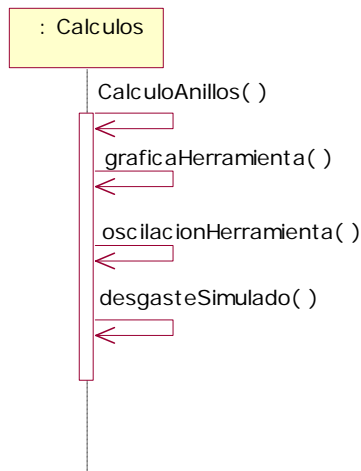 : Calculos
CalculoAnillos( )
graficaHerramienta( )
oscilacionHerramienta( )
desgasteSimulado( )